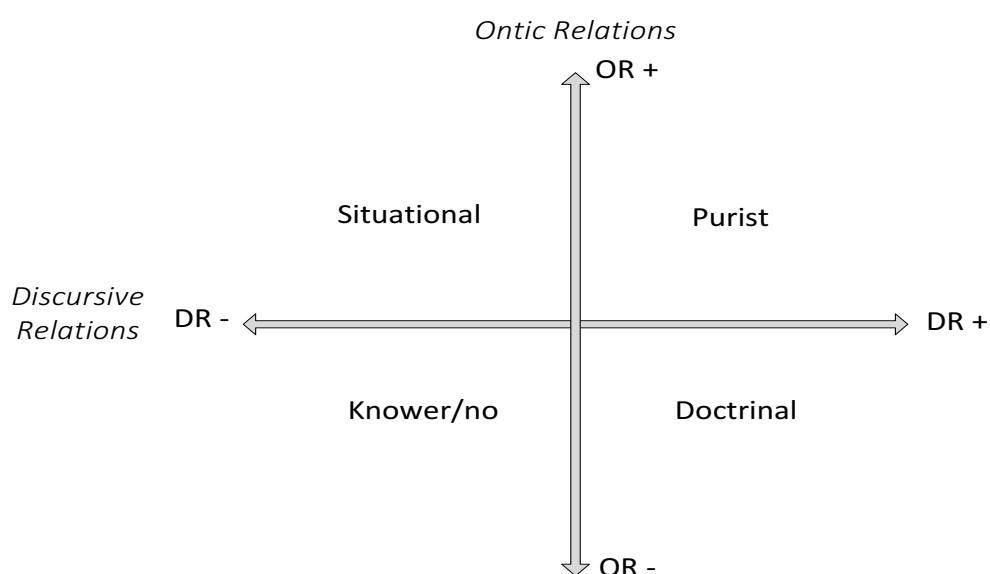 Ontic Relations
OR +
Situational
Purist
Discursive
Relations
DR -
DR +
Knower/no
Doctrinal
OR -